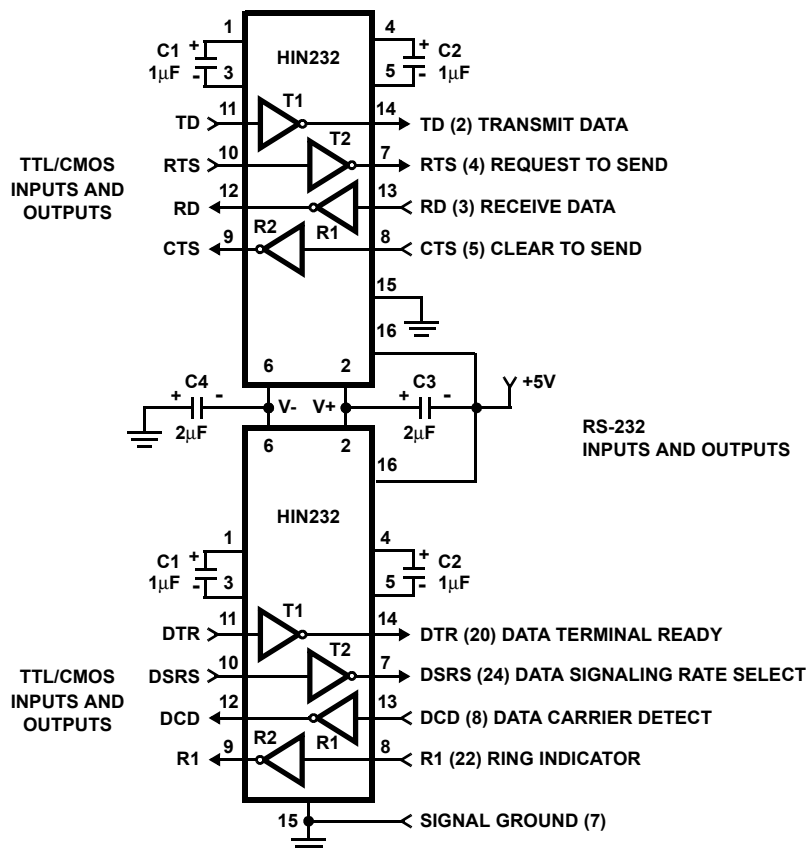 1
4
C1
+
HIN232
+
C2
1μF
-
3
5
-
1μF
11
T1
14
TD
TD (2) TRANSMIT DATA
10
T2
7
TTL/CMOS
INPUTS AND
OUTPUTS
RTS
RTS (4) REQUEST TO SEND
12
13
RD
RD (3) RECEIVE DATA
9
R2
R1
8
CTS
CTS (5) CLEAR TO SEND
15
16
6
2
+
C4
-
V-
V+
+
C3
-
+5V
2μF
2μF
RS-232
INPUTS AND OUTPUTS
6
2
16
HIN232
1
4
C1
+
+
C2
1μF
-
3
5
-
1μF
11
T1
14
DTR
DTR (20) DATA TERMINAL READY
10
T2
7
TTL/CMOS
INPUTS AND
OUTPUTS
DSRS
DSRS (24) DATA SIGNALING RATE SELECT
12
13
DCD
DCD (8) DATA CARRIER DETECT
9
R2
R1
8
R1
R1 (22) RING INDICATOR
15
SIGNAL GROUND (7)